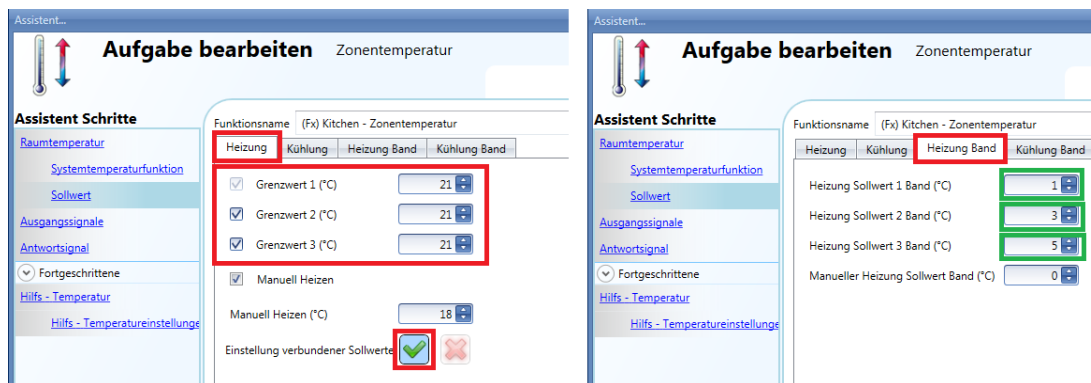 Assistent...
Aufgabe bearbeiten Zonentemperatur
Assistent Schritte
Raumtemperatur
Systemtemperaturfunktion
Sollwert
Ausgangssignale
Antwortsignal
Fortgeschrittene
Hilfs - Temperatur
Hilfs - Temperatureinstellunge
Funktionsname (Fx) Kitchen - Zonentemperatur
Heizung Kühlung Heizung Band Kühlung Band
Grenzwert 1 (°C) 21
Grenzwert 2 (°C) 21
Grenzwert 3 (°C) 21
Manuell Heizen
Manuell Heizen (°C) 18
Einstellung verbundener Sollwerte
Assistent...
Aufgabe bearbeiten Zonentemperatur
Assistent Schritte
Raumtemperatur
Systemtemperaturfunktion
Sollwert
Ausgangssignale
Antwortsignal
Fortgeschrittene
Hilfs - Temperatur
Hilfs - Temperatureinstellunge
Funktionsname (Fx) Kitchen - Zonentemperatur
Heizung Kühlung Heizung Band Kühlung Band
Heizung Sollwert 1 Band (°C) 1
Heizung Sollwert 2 Band (°C) 3
Heizung Sollwert 3 Band (°C) 5
Manueller Heizung Sollwert Band (°C) 0